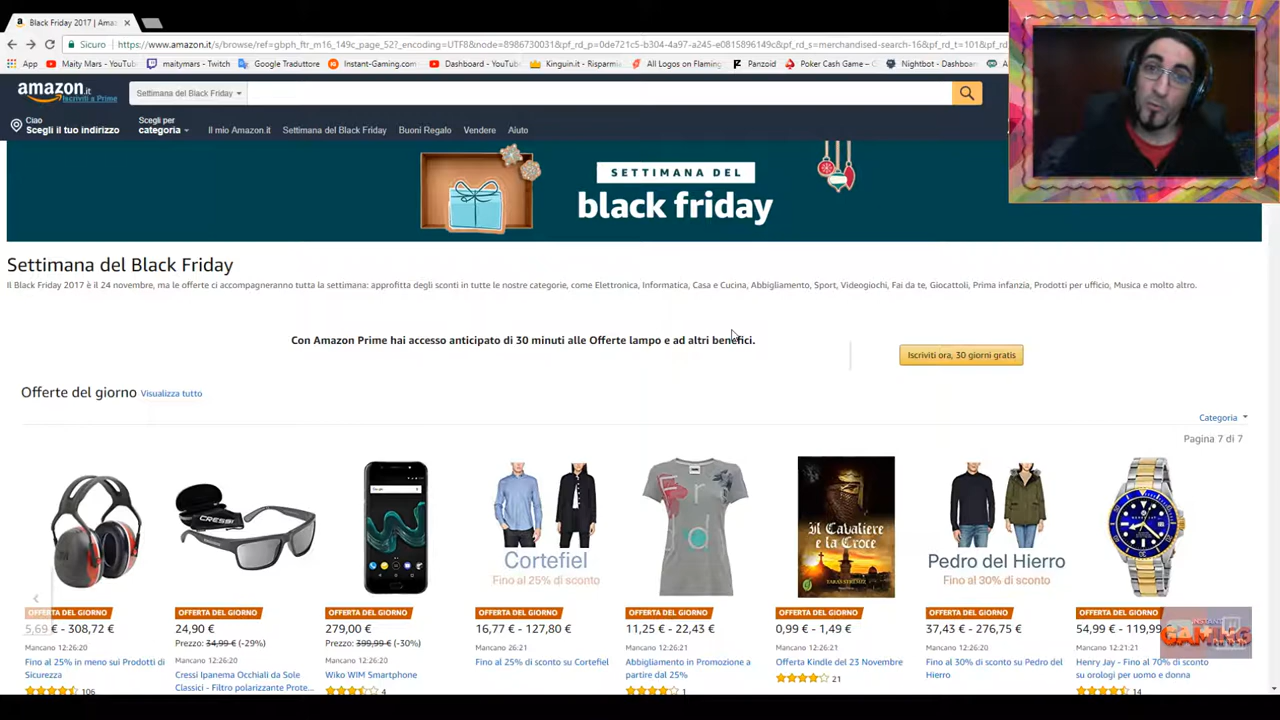 Black Friday 2017 | Amaz
Sicuro https://www.amazon.it/s/browse/ref=gbph_ftr_m16_149c_page_52?_encoding=UTF8&node=8986730031&pf_rd_p=0de721c5-b304-4a97-a245-e0815896149c&pf_rd_s=merchandised-search-16&pf_rd_t=101&
App Maity Mars - YouTub maitymars - Twitch Google Traduttore Instant-Gaming.com Dashboard - YouTube Kinguin.it - Risparmi All Logos on Flaming Panzoid Poker Cash Game – Nightbot - Dashboar
amazon.it
Iscriviti a Prime
Settimana del Black Friday
Ciao
Scegli il tuo indirizzo
Scegli per
categoria
Il mio Amazon.it Settimana del Black Friday Buoni Regalo Vendere Aiuto
SETTIMANA DEL
black friday
Settimana del Black Friday
Il Black Friday 2017 è il 24 novembre, ma le offerte ci accompagneranno tutta la settimana: approfitta degli sconti in tutte le nostre categorie, come Elettronica, Informatica, Casa e Cucina, Abbigliamento, Sport, Videogiochi, Fai da te, Giocattoli, Prima infanzia, Prodotti per ufficio, Musica e molto altro.
Con Amazon Prime hai accesso anticipato di 30 minuti alle Offerte lampo e ad altri benefici.
Iscriviti ora, 30 giorni gratis
Offerte del giorno Visualizza tutto
Categoria
Pagina 7 di 7
CRESSI
Google
Cortefiel
Fino al 25% di sconto
Fr
d
Il Cavaliere
e la Croce
Pedro del Hierro
Fino al 30% di sconto
OFFERTA DEL GIORNO OFFERTA DEL GIORNO OFFERTA DEL GIORNO OFFERTA DEL GIORNO OFFERTA DEL GIORNO OFFERTA DEL GIORNO OFFERTA DEL GIORNO OFFERTA DEL GIORNO
5,69 € - 308,72 € 24,90 € 279,00 € 16,77 € - 127,80 € 11,25 € - 22,43 € 0,99 € - 1,49 € 37,43 € - 276,75 € 54,99 € - 119,99
Mancano 12:26:20 Prezzo: 34,99 € (-29%) Prezzo: 399,99 € (-30%) Mancano 26:21 Mancano 12:26:21 Mancano 12:26:21 Mancano 12:26:21 Mancano 12:21:21
Fino al 25% in meno sui Prodotti di Sicurezza
Mancano 12:26:20
Cressi Ipanema Occhiali da Sole Classici - Filtro polarizzante Prote...
Mancano 12:26:20
Wiko WIM Smartphone
Fino al 25% di sconto su Cortefiel
Abbigliamento in Promozione a partire dal 25%
Offerta Kindle del 23 Novembre
Fino al 30% di sconto su Pedro del Hierro
Henry Jay - Fino al 70% di sconto su orologi per uomo e donna
106 4 1 21 14
INSTANT
GAMING